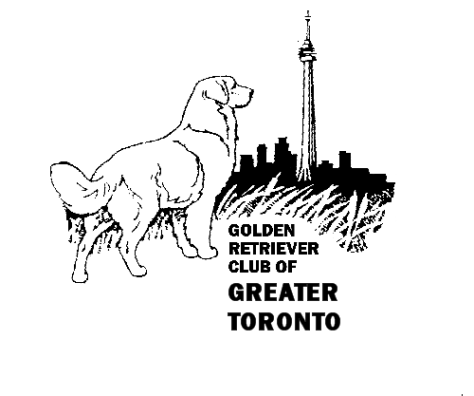 GOLDEN
RETRIEVER
CLUB OF
GREATER
TORONTO